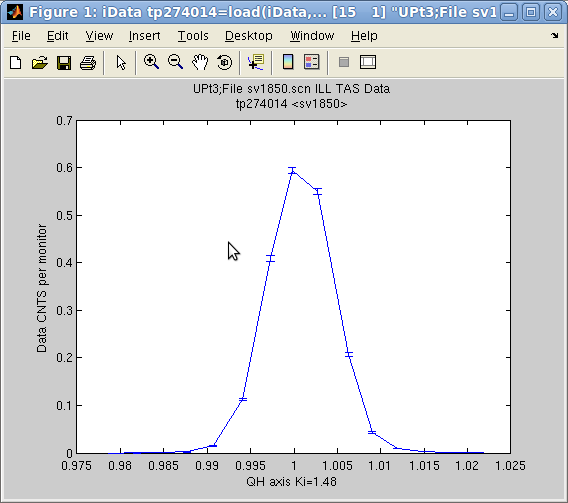 Figure 1: iData tp274014=load(iData,... [15   1] "UPt3;File sv1
File Edit View Insert Tools Desktop Window Help
UPt3;File sv1850.scn ILL TAS Data
tp274014 <sv1850>
0.7
0.6
0.5
0.4
0.3
0.2
0.1
0
Data CNTS per monitor
0.975 0.98 0.985 0.99 0.995 1 1.005 1.01 1.015 1.02 1.025
QH axis Ki=1.48